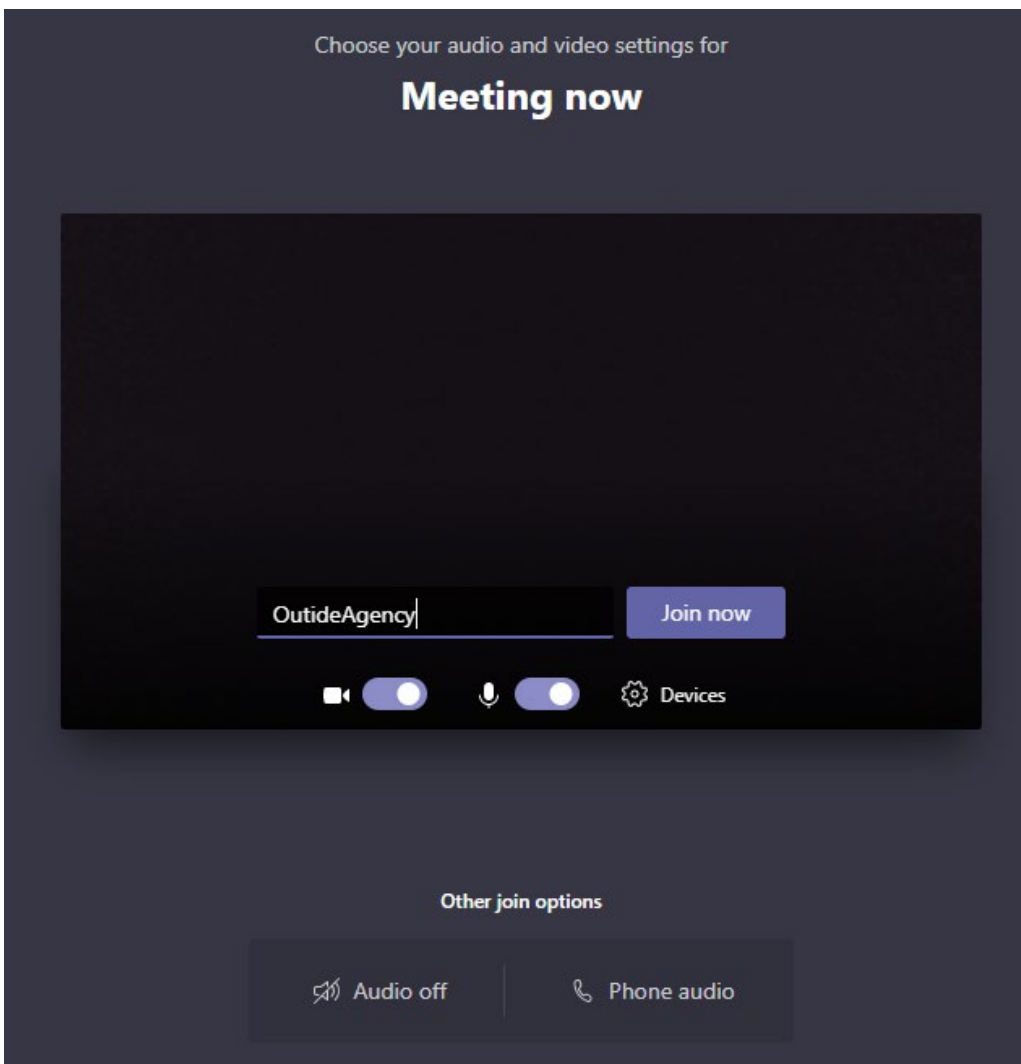 Choose your audio and video settings for
Meeting now
OutideAgency
Join now
Devices
Other join options
Audio off
Phone audio